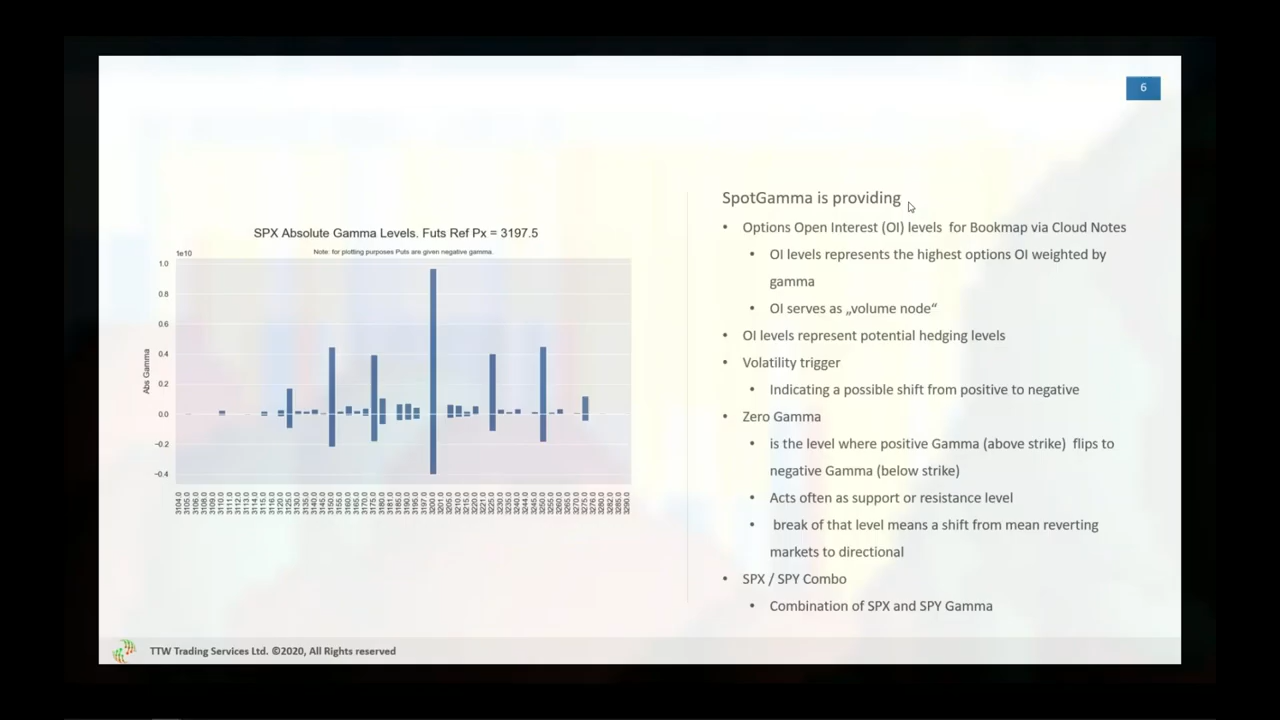 6
SpotGamma is providing
• Options Open Interest (OI) levels for Bookmap via Cloud Notes
• OI levels represents the highest options OI weighted by
gamma
• OI serves as „volume node“
• OI levels represent potential hedging levels
• Volatility trigger
• Indicating a possible shift from positive to negative
• Zero Gamma
• is the level where positive Gamma (above strike) flips to
negative Gamma (below strike)
• Acts often as support or resistance level
• break of that level means a shift from mean reverting
markets to directional
• SPX / SPY Combo
• Combination of SPX and SPY Gamma
SPX Absolute Gamma Levels. Futs Ref Px = 3197.5
Note: for plotting purposes Puts are given negative gamma.
1e10
1.0
0.8
0.6
0.4
0.2
0.0
−0.2
−0.4
Abs Gamma
TTW Trading Services Ltd. ©2020, All Rights reserved